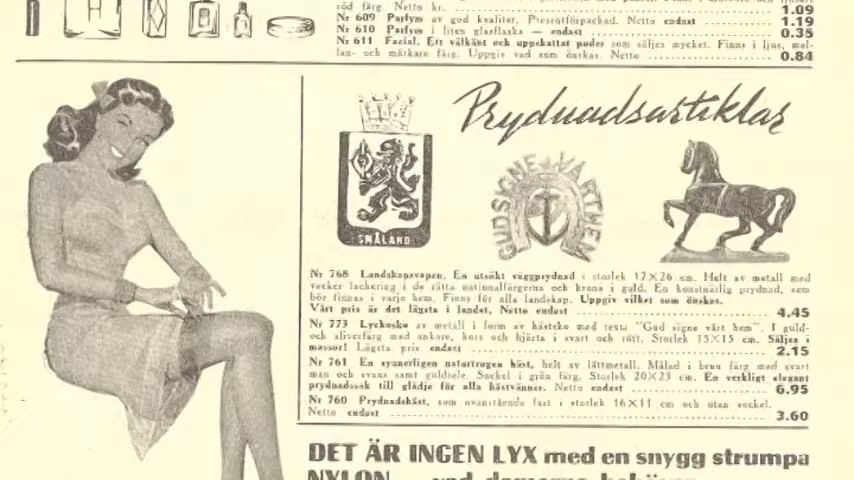 röd färg. Netto kr. 1.09
Nr 609 Parfym av god kvalitet. Presentförpackad. Netto endast 1.19
Nr 610 Parfym i liten glasflaska — endast 0.38
Nr 611 Facial. Ett välkänt och uppskattat puder som säljes mycket. Finns i ljus, mel-
lan- och mörkare färg. Uppgiv vad som önskas. Netto 0.84
Prydnadsartiklar
SMÅLAND
GUD SIGNE VÅRT HEM
Nr 768 Landskapsvapen. En utsökt väggprydnad i storlek 17×26 cm. Helt av metall med
vacker lackering i de rätta nationalfärgerna och krona i guld. En konstnärlig prydnad, som
bör finnas i varje hem. Finns för alla landskap. Uppgiv vilket som önskas.
Vårt pris är det lägsta i landet, Netto endast 4.45
Nr 773 Lyckosko av metall i form av hästsko med texts "Gud signe vårt hem". I guld-
och silverfärg med ankare, kors och hjärta i svart och rött. Storlek 15×15 cm. Säljes i
massor! Lägsta pris endast 2.15
Nr 761 En synnerligen naturtrogen häst, helt av lättmetall. Målad i brun färg med svart
man och svans samt guldsele. Sockel i grön färg. Storlek 20×23 cm. En verkligt elegant
prydnadssak till glädje för alla hästvänner. Netto endast 6.95
Nr 760 Prydnadshäst, som ovanstående fast i storlek 16×11 cm och utan sockel.
Netto endast 3.60
DET ÄR INGEN LYX med en snygg strumpa
NYLON